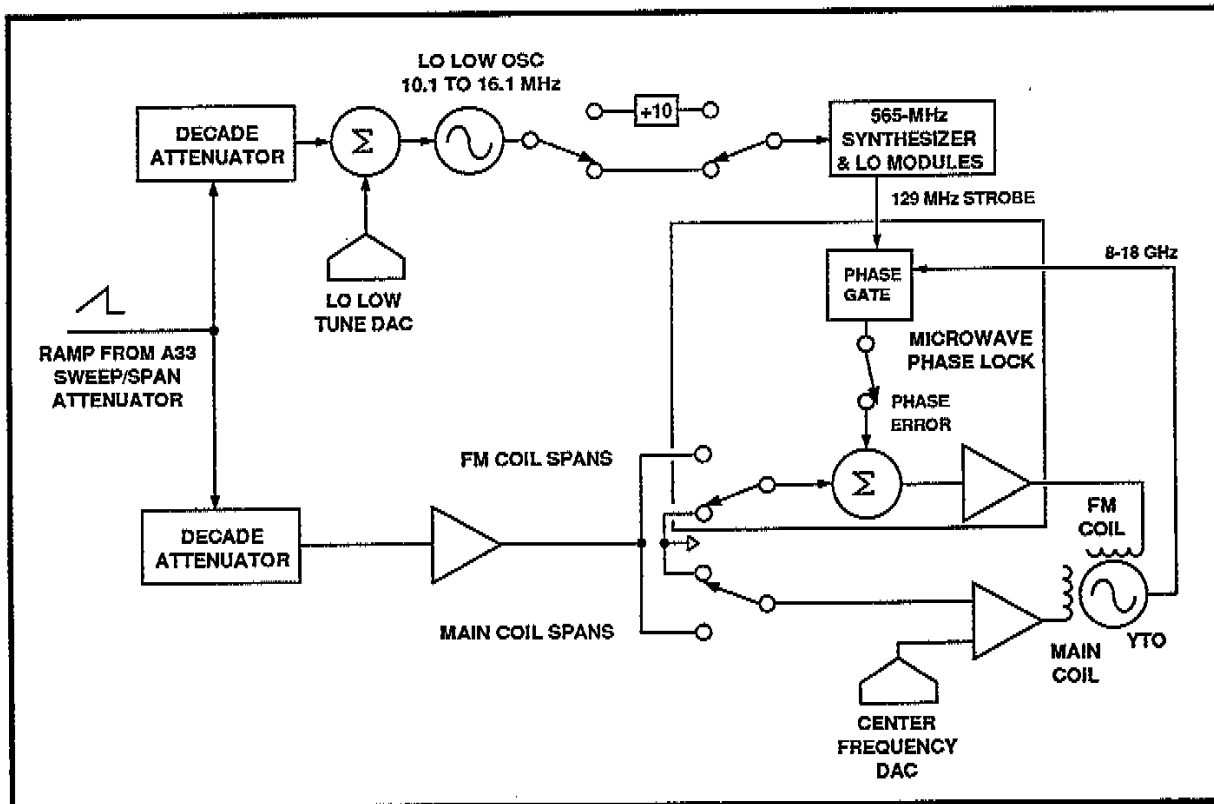 LO LOW OSC
10.1 TO 16.1 MHz
DECADE
ATTENUATOR
Σ
+10
565-MHz
SYNTHESIZER
& LO MODULES
129 MHz STROBE
8-18 GHz
PHASE
GATE
LO LOW
TUNE DAC
MICROWAVE
PHASE LOCK
RAMP FROM A33
SWEEP/SPAN
ATTENUATOR
PHASE
ERROR
FM COIL SPANS
Σ
FM
COIL
DECADE
ATTENUATOR
MAIN COIL SPANS
YTO
MAIN
COIL
CENTER
FREQUENCY
DAC